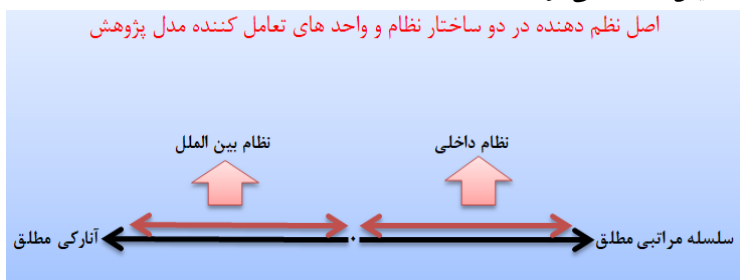 اصل نظم دهنده در دو ساختار نظام و واحد های تعامل کننده مدل پژوهش
نظام داخلی
نظام بین الملل
سلسله مراتبی مطلق
آنارکی مطلق